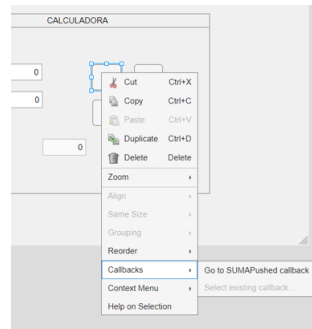 CALCULADORA
0
0
0
Cut Ctrl+X
Copy Ctrl+C
Paste Ctrl+V
Duplicate Ctrl+D
Delete Delete
Zoom
Align
Same Size
Grouping
Reorder
Callbacks
Go to SUMAPushed callback
Context Menu
Select existing callback...
Help on Selection